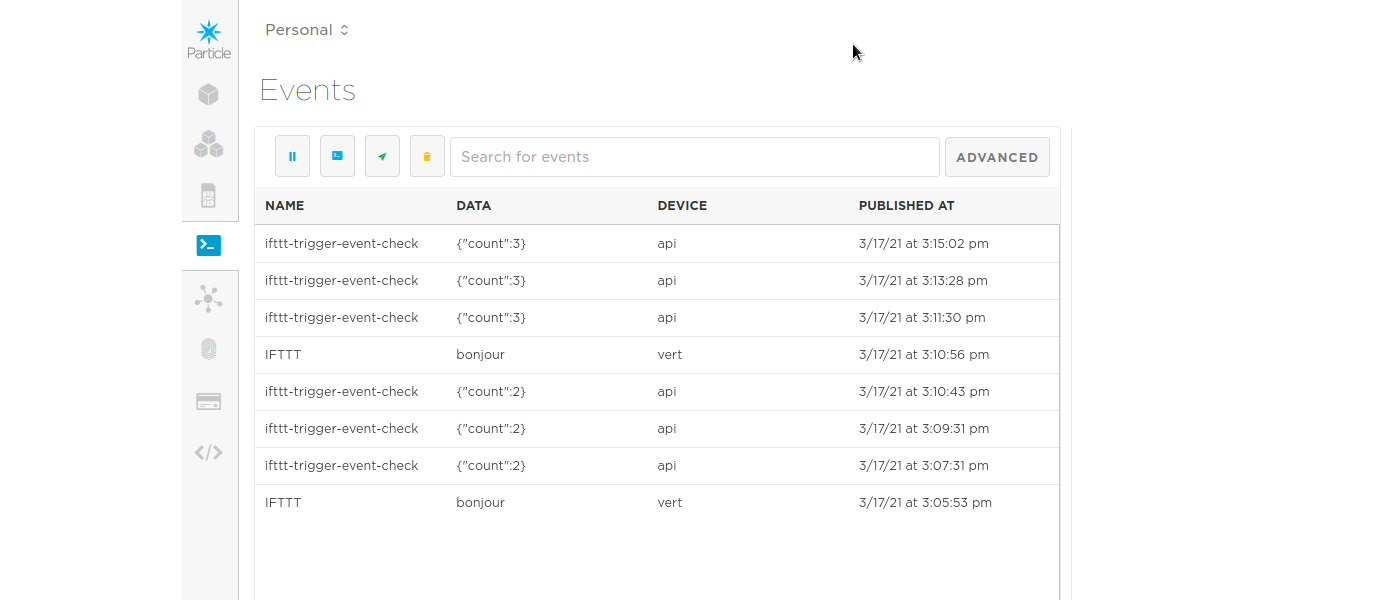 Particle
Personal
Events
Search for events
ADVANCED
NAME DATA DEVICE PUBLISHED AT
ifttt-trigger-event-check {"count":3} api 3/17/21 at 3:15:02 pm
ifttt-trigger-event-check {"count":3} api 3/17/21 at 3:13:28 pm
ifttt-trigger-event-check {"count":3} api 3/17/21 at 3:11:30 pm
IFTTT bonjour vert 3/17/21 at 3:10:56 pm
ifttt-trigger-event-check {"count":2} api 3/17/21 at 3:10:43 pm
ifttt-trigger-event-check {"count":2} api 3/17/21 at 3:09:31 pm
ifttt-trigger-event-check {"count":2} api 3/17/21 at 3:07:31 pm
IFTTT bonjour vert 3/17/21 at 3:05:53 pm